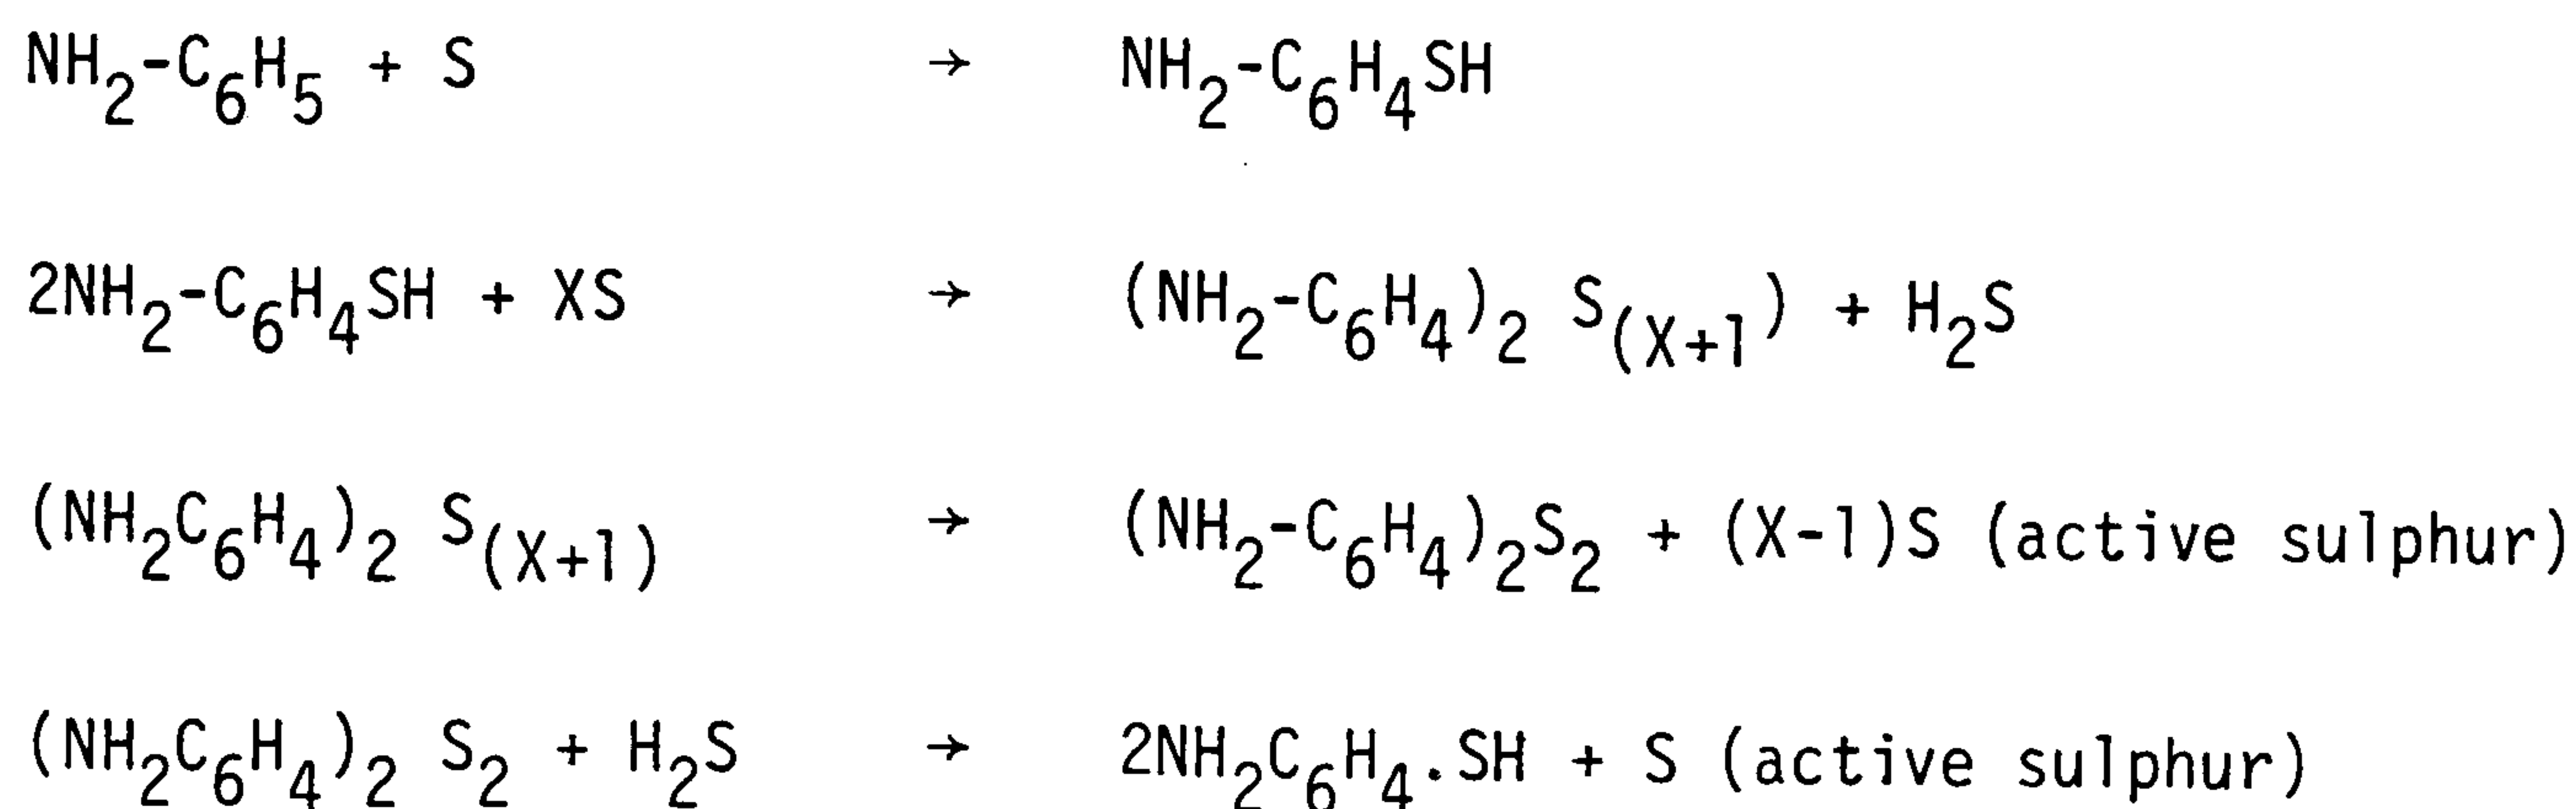 NH₂-C₆H₅ + S → NH₂-C₆H₄SH
2NH₂-C₆H₄SH + XS → (NH₂-C₆H₄)₂ S₍X₊₁₎ + H₂S
(NH₂C₆H₄)₂ S₍X₊₁₎ → (NH₂-C₆H₄)₂S₂ + (X-1)S (active sulphur)
(NH₂C₆H₄)₂ S₂ + H₂S → 2NH₂C₆H₄.SH + S (active sulphur)